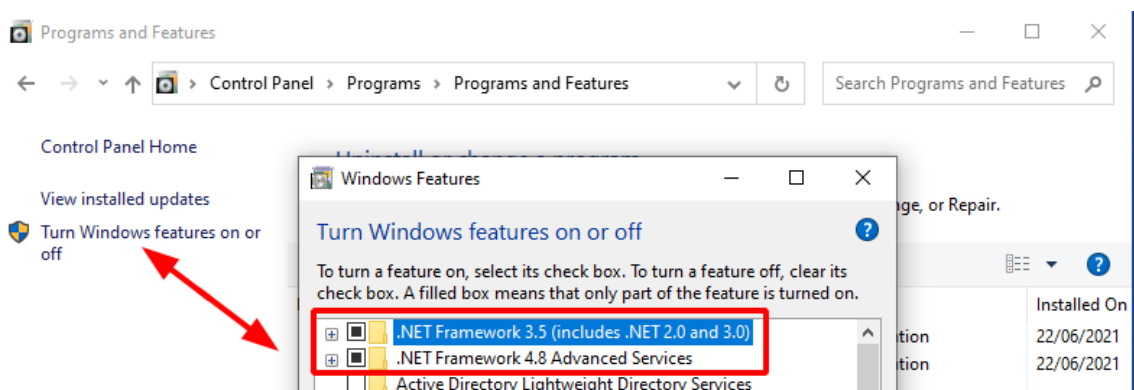 Programs and Features
Control Panel > Programs > Programs and Features
Search Programs and Features
Control Panel Home
Uninstall or change a program
View installed updates
Turn Windows features on or
off
Windows Features
Turn Windows features on or off
To turn a feature on, select its check box. To turn a feature off, clear its
check box. A filled box means that only part of the feature is turned on.
.NET Framework 3.5 (includes .NET 2.0 and 3.0)
.NET Framework 4.8 Advanced Services
Active Directory Lightweight Directory Services
or Repair.
Installed On
22/06/2021
22/06/2021